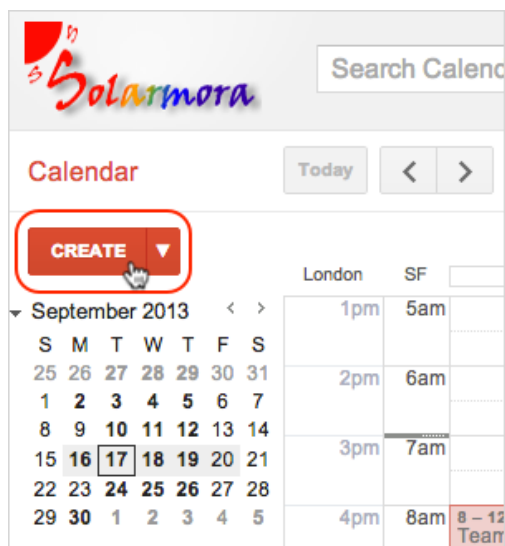 Solarmora
Search Calend
Calendar
Today < >
CREATE
London SF
September 2013 < >
S M T W T F S
25 26 27 28 29 30 31
1 2 3 4 5 6 7
8 9 10 11 12 13 14
15 16 17 18 19 20 21
22 23 24 25 26 27 28
29 30 1 2 3 4 5
1pm 5am
2pm 6am
3pm 7am
4pm 8am
8 – 12
Team